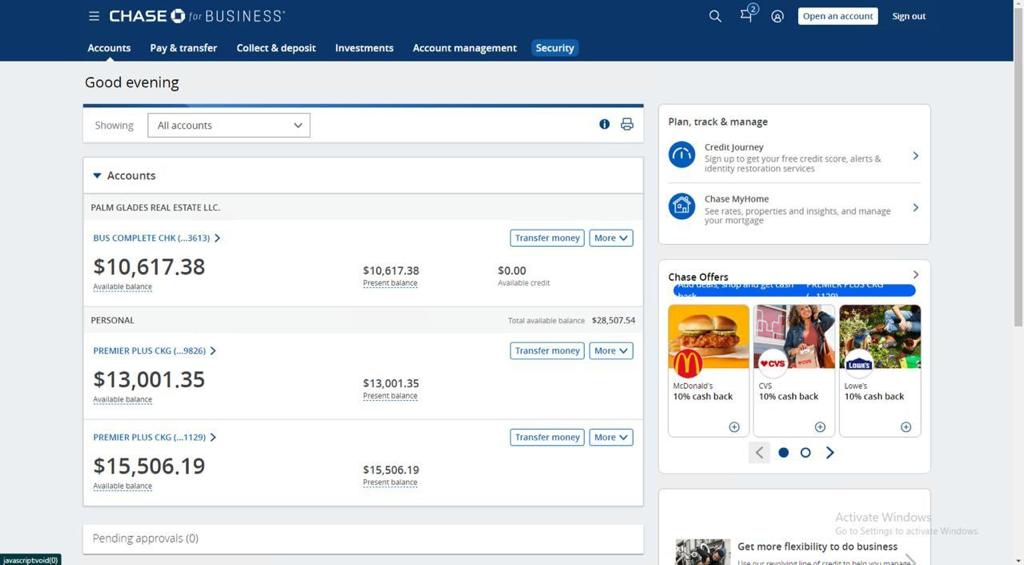 CHASE for BUSINESS®
2
Open an account
Sign out
Accounts
Pay & transfer
Collect & deposit
Investments
Account management
Security
Good evening
Showing
All accounts
Accounts
PALM GLADES REAL ESTATE LLC.
BUS COMPLETE CHK (...3613)
Transfer money
More
$10,617.38
Available balance
$10,617.38
Present balance
$0.00
Available credit
PERSONAL
Total available balance $28,507.54
PREMIER PLUS CKG (...9826)
Transfer money
More
$13,001.35
Available balance
$13,001.35
Present balance
PREMIER PLUS CKG (...1129)
Transfer money
More
$15,506.19
Available balance
$15,506.19
Present balance
Pending approvals (0)
Plan, track & manage
Credit Journey
Sign up to get your free credit score, alerts &
identity restoration services
Chase MyHome
See rates, properties and insights, and manage
your mortgage
Chase Offers
Add deals, shop and get cash
back
PREMIER PLUS CKG
(...1129)
CVS
LOWE'S
McDonald's
10% cash back
CVS
10% cash back
Lowe's
10% cash back
Activate Windows
Go to Settings to activate Windows.
Get more flexibility to do business
Use our revolving line of credit to help you manage
javascript:void(0)